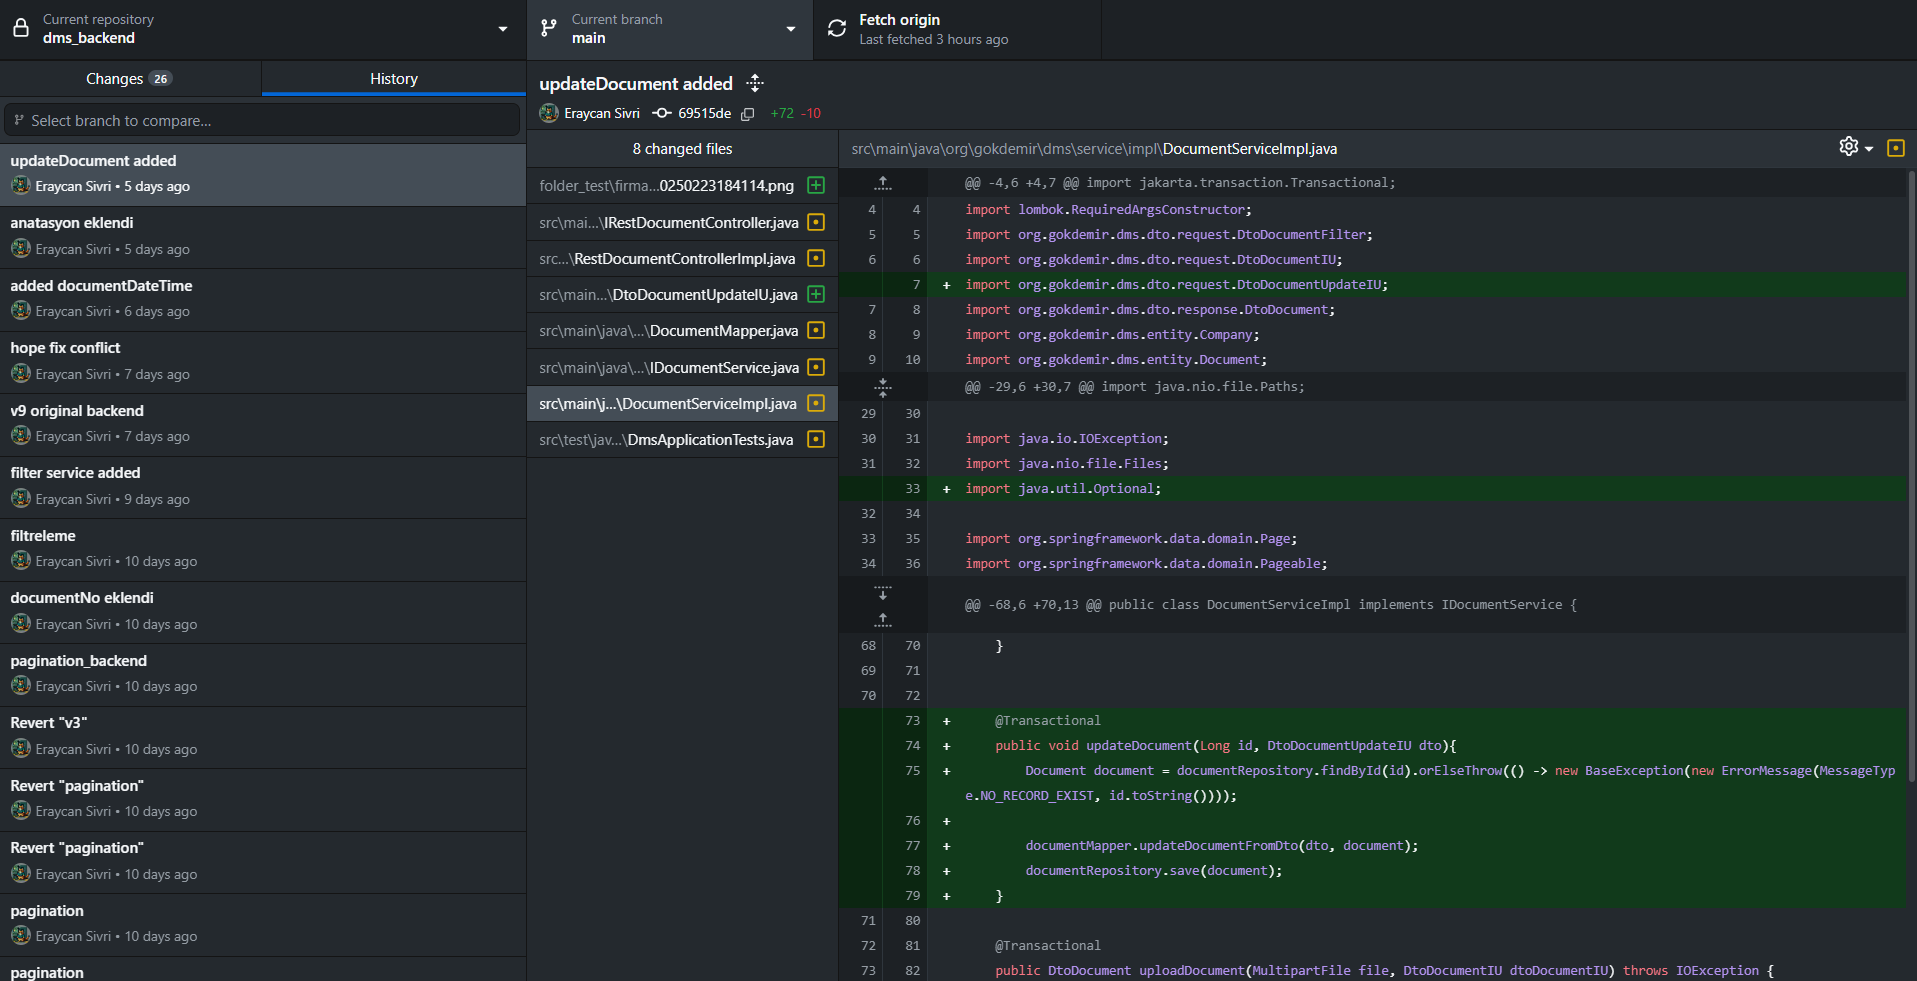 Current repository
dms_backend
Current branch
main
Fetch origin
Last fetched 3 hours ago
Changes 26
History
Select branch to compare...
updateDocument added
Eraycan Sivri • 5 days ago
anatasyon eklendi
Eraycan Sivri • 5 days ago
added documentDateTime
Eraycan Sivri • 6 days ago
hope fix conflict
Eraycan Sivri • 7 days ago
v9 original backend
Eraycan Sivri • 7 days ago
filter service added
Eraycan Sivri • 9 days ago
filtreleme
Eraycan Sivri • 10 days ago
documentNo eklendi
Eraycan Sivri • 10 days ago
pagination_backend
Eraycan Sivri • 10 days ago
Revert "v3"
Eraycan Sivri • 10 days ago
Revert "pagination"
Eraycan Sivri • 10 days ago
Revert "pagination"
Eraycan Sivri • 10 days ago
pagination
Eraycan Sivri • 10 days ago
pagination
updateDocument added
Eraycan Sivri 69515de +72 -10
8 changed files
folder_test\firma...0250223184114.png
src\mai...\IRestDocumentController.java
src...\RestDocumentControllerImpl.java
src\main...\DtoDocumentUpdateIU.java
src\main\java\...\DocumentMapper.java
src\main\java\...\IDocumentService.java
src\main\j...\DocumentServiceImpl.java
src\test\jav...\DmsApplicationTests.java
src\main\java\org\gokdemir\dms\service\impl\DocumentServiceImpl.java
@@ -4,6 +4,7 @@ import jakarta.transaction.Transactional;
4 4 import lombok.RequiredArgsConstructor;
5 5 import org.gokdemir.dms.dto.request.DtoDocumentFilter;
6 6 import org.gokdemir.dms.dto.request.DtoDocumentIU;
7 + import org.gokdemir.dms.dto.request.DtoDocumentUpdateIU;
7 8 import org.gokdemir.dms.dto.response.DtoDocument;
8 9 import org.gokdemir.dms.entity.Company;
9 10 import org.gokdemir.dms.entity.Document;
@@ -29,6 +30,7 @@ import java.nio.file.Paths;
29 30
30 31 import java.io.IOException;
31 32 import java.nio.file.Files;
33 + import java.util.Optional;
32 34
33 35 import org.springframework.data.domain.Page;
34 36 import org.springframework.data.domain.Pageable;
@@ -68,6 +70,13 @@ public class DocumentServiceImpl implements IDocumentService {
68 70 }
69 71
70 72
73 + @Transactional
74 + public void updateDocument(Long id, DtoDocumentUpdateIU dto){
75 + Document document = documentRepository.findById(id).orElseThrow(() -> new BaseException(new ErrorMessage(MessageTyp
e.NO_RECORD_EXIST, id.toString())));
76 +
77 + documentMapper.updateDocumentFromDto(dto, document);
78 + documentRepository.save(document);
79 + }
71 80
72 81 @Transactional
73 82 public DtoDocument uploadDocument(MultipartFile file, DtoDocumentIU dtoDocumentIU) throws IOException {